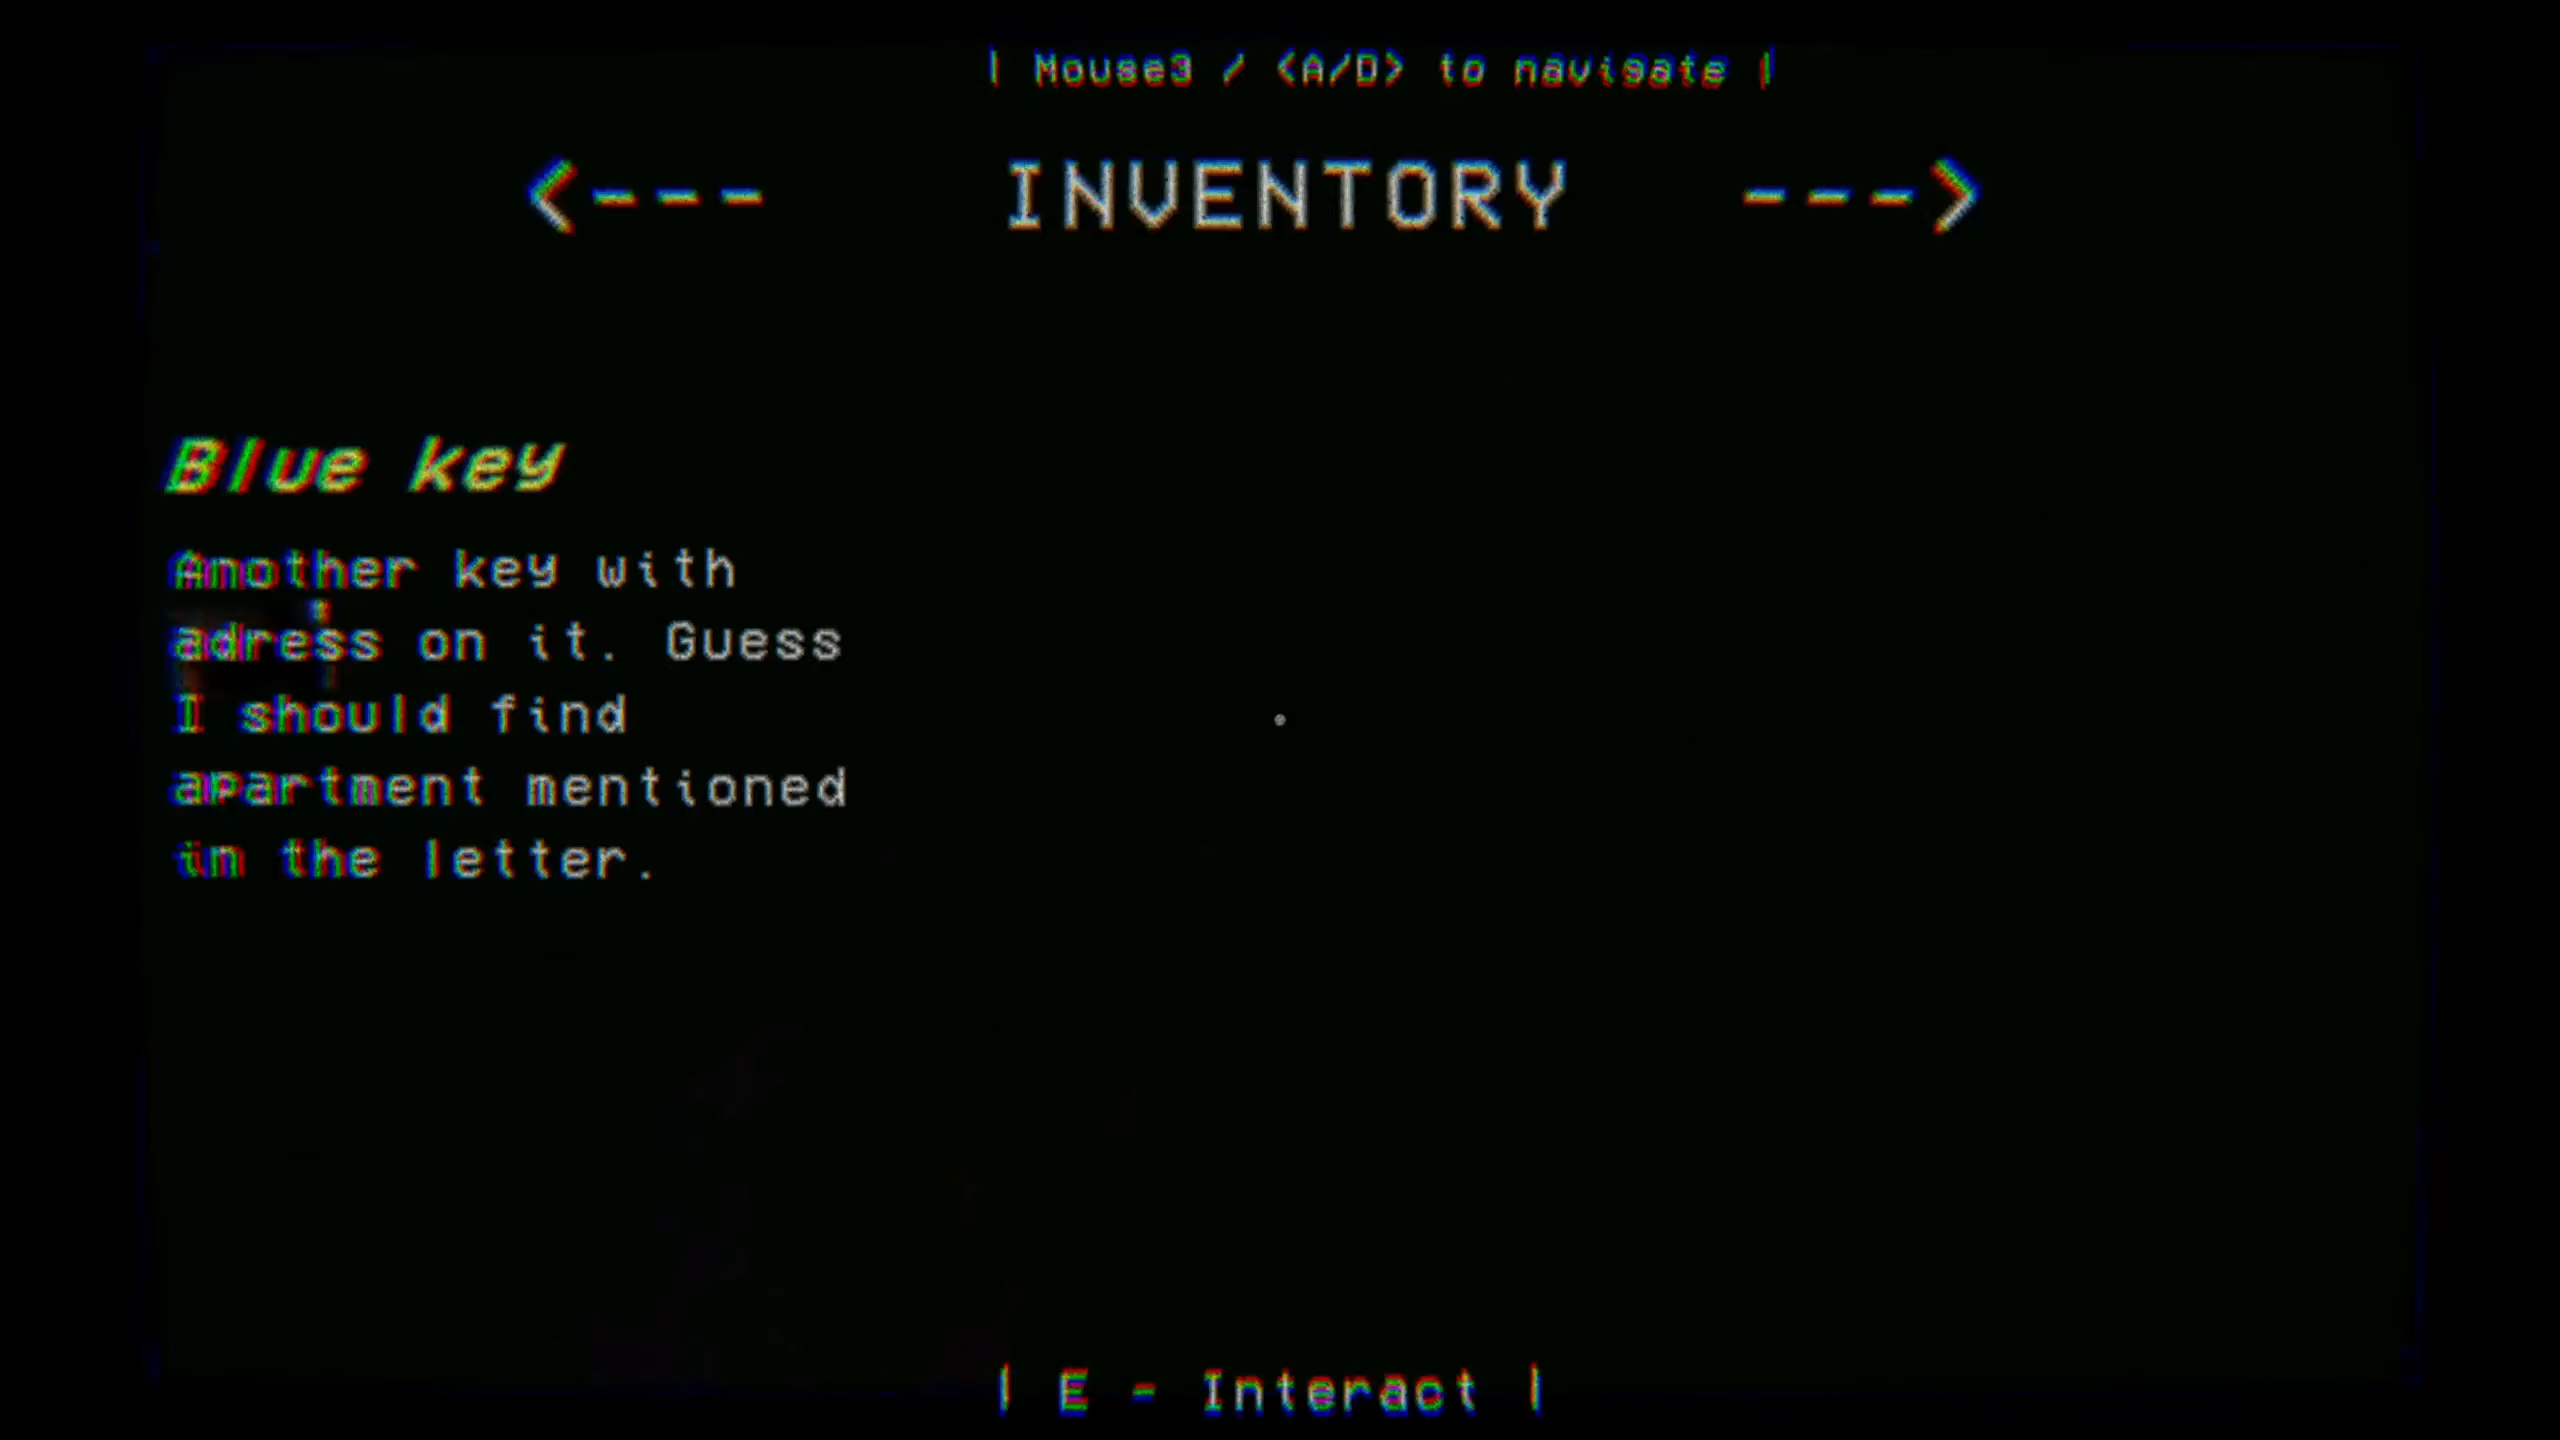 | Mouse3 / <A/D> to navigate |
<--- INVENTORY --->
Blue key
Another key with
adress on it. Guess
I should find
apartment mentioned
in the letter.
| E - Interact |